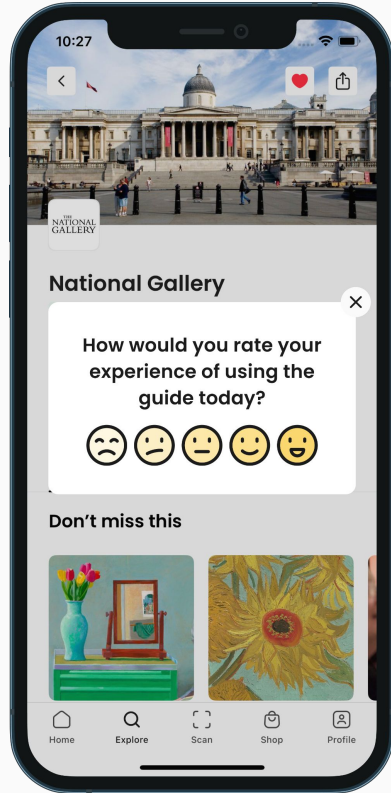 10:27
THE
NATIONAL
GALLERY
National Gallery
How would you rate your
experience of using the
guide today?
Don’t miss this
Home Explore Scan Shop Profile